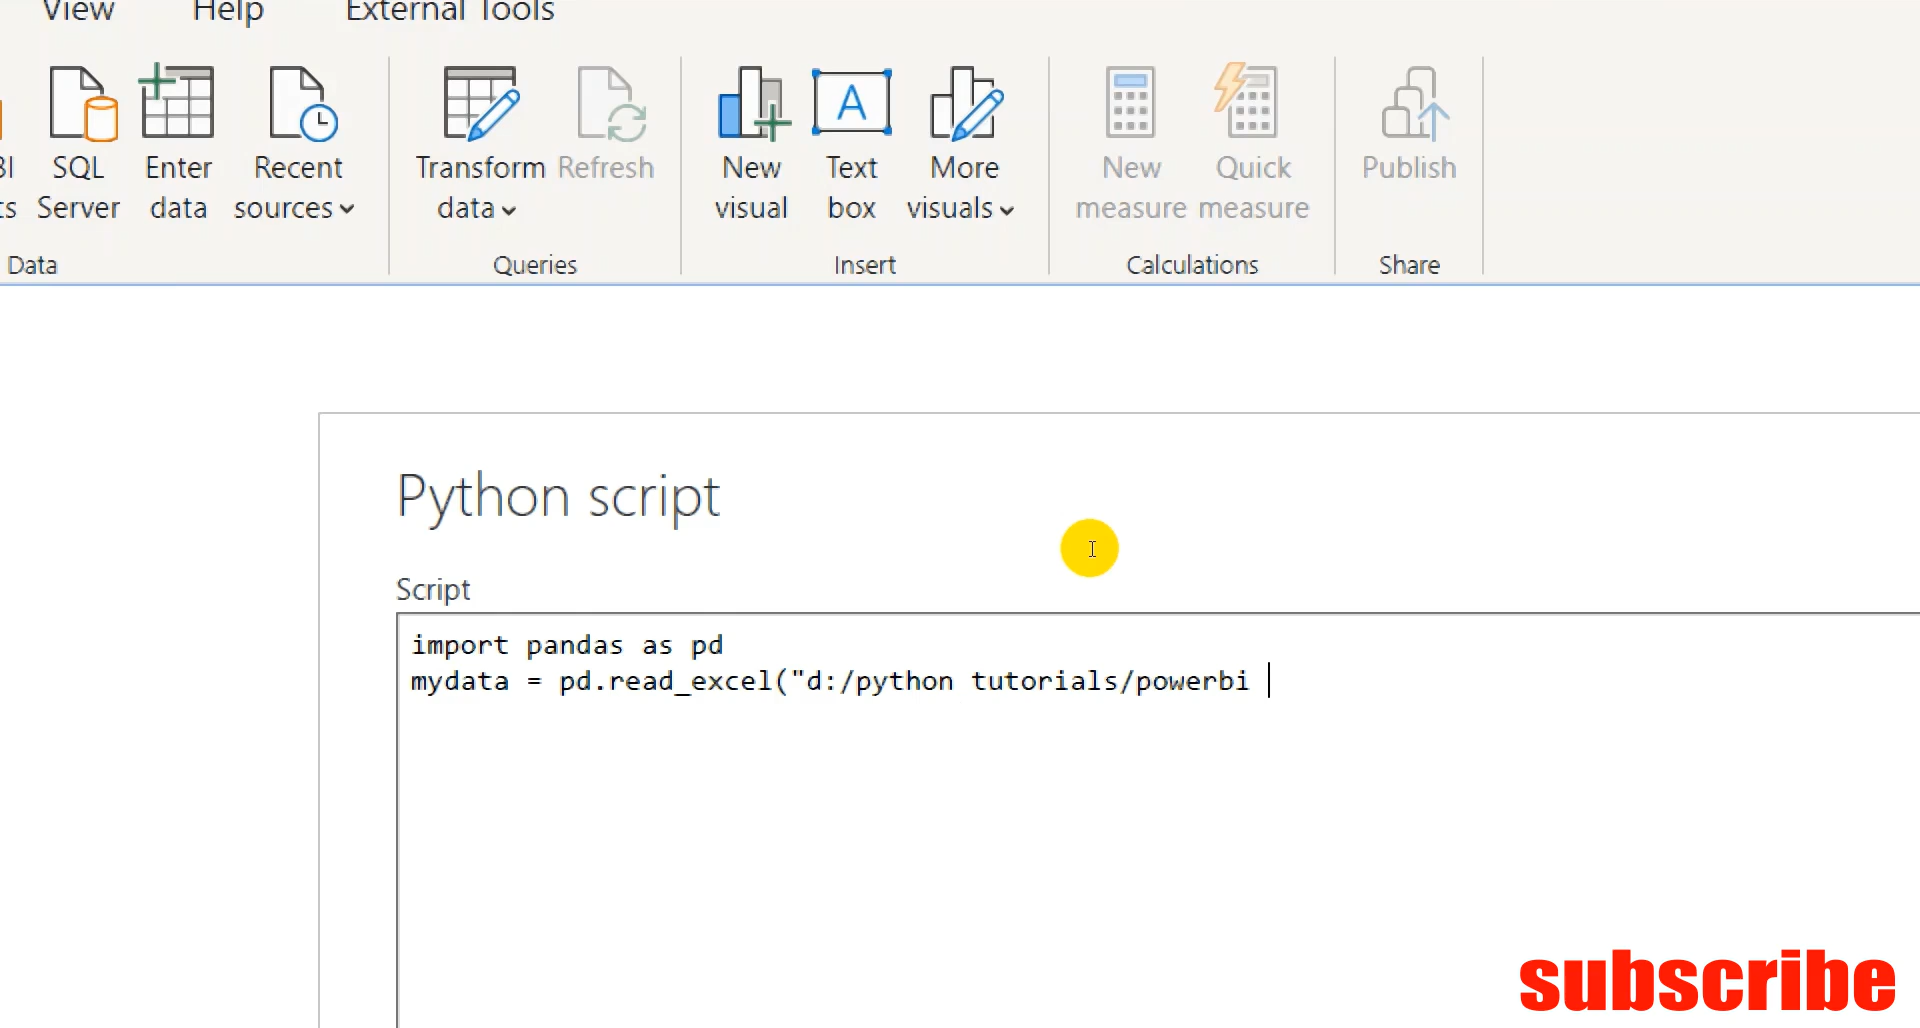 View Help External Tools
BI SQL Enter Recent Transform Refresh New Text More New Quick Publish
ts Server data sources data visual box visuals measure measure
Data Queries Insert Calculations Share
A
Python script
Script
import pandas as pd
mydata = pd.read_excel("d:/python tutorials/powerbi
subscribe